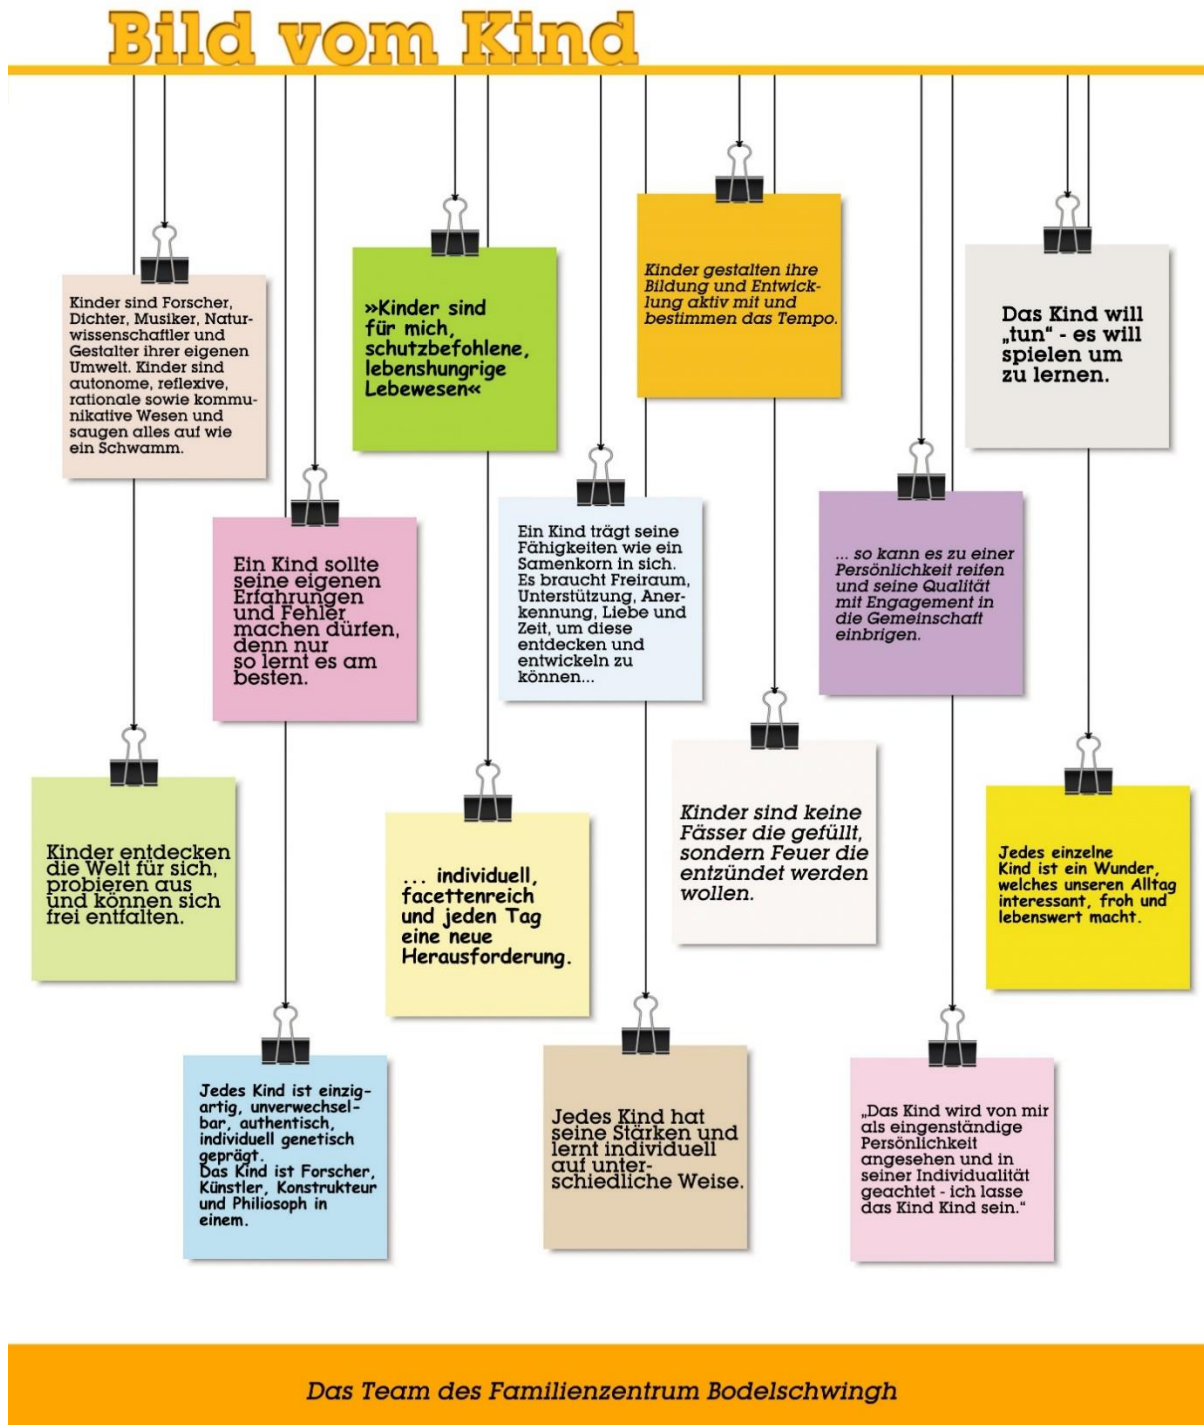 Bild vom Kind
Kinder sind Forscher,
Dichter, Musiker, Natur-
wissenschaftler und
Gestalter ihrer eigenen
Umwelt. Kinder sind
autonome, reflexive,
rationale sowie kommu-
nikative Wesen und
saugen alles auf wie
ein Schwamm.
»Kinder sind
für mich,
schutzbefohlene,
lebenshungrige
Lebewesen«
Kinder gestalten ihre
Bildung und Entwick-
lung aktiv mit und
bestimmen das Tempo.
Das Kind will
„tun“ - es will
spielen um
zu lernen.
Ein Kind sollte
seine eigenen
Erfahrungen
und Fehler
machen dürfen,
denn nur
so lernt es am
besten.
Ein Kind trägt seine
Fähigkeiten wie ein
Samenkorn in sich.
Es braucht Freiraum,
Unterstützung, Aner-
kennung, Liebe und
Zeit, um diese
entdecken und
entwickeln zu
können...
... so kann es zu einer
Persönlichkeit reifen
und seine Qualität
mit Engagement in
die Gemeinschaft
einbrigen.
Kinder entdecken
die Welt für sich,
probieren aus
und können sich
frei entfalten.
... individuell,
facettenreich
und jeden Tag
eine neue
Herausforderung.
Kinder sind keine
Fässer die gefüllt,
sondern Feuer die
entzündet werden
wollen.
Jedes einzelne
Kind ist ein Wunder,
welches unseren Alltag
interessant, froh und
lebenswert macht.
Jedes Kind ist einzig-
artig, unverwechsel-
bar, authentisch,
individuell genetisch
geprägt.
Das Kind ist Forscher,
Künstler, Konstrukteur
und Philiosoph in
einem.
Jedes Kind hat
seine Stärken und
lernt individuell
auf unter-
schiedliche Weise.
„Das Kind wird von mir
als eingenständige
Persönlichkeit
angesehen und in
seiner Individualität
geachtet - ich lasse
das Kind Kind sein.“
Das Team des Familienzentrum Bodelschwingh